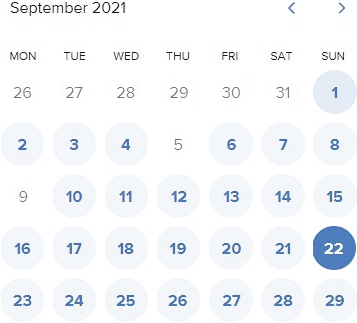 September 2021
MON TUE WED THU FRI SAT SUN
26 27 28 29 30 31 1
2 3 4 5 6 7 8
9 10 11 12 13 14 15
16 17 18 19 20 21 22
23 24 25 26 27 28 29